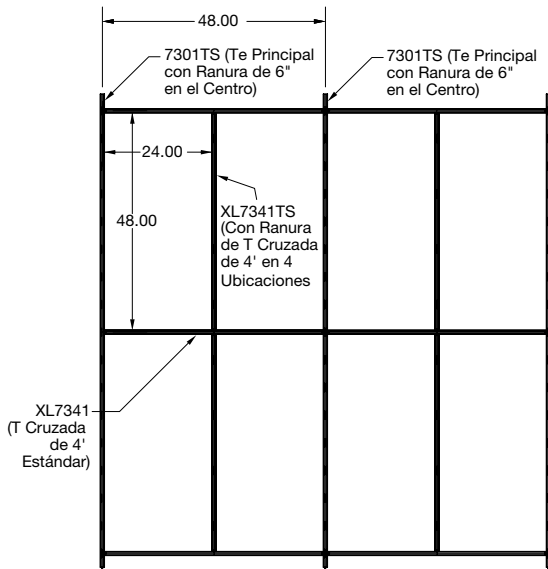 48.00
7301TS (Te Principal
con Ranura de 6"
en el Centro)
7301TS (Te Principal
con Ranura de 6"
en el Centro)
24.00
48.00
XL7341TS
(Con Ranura
de T Cruzada
de 4' en 4
Ubicaciones
XL7341
(T Cruzada
de 4'
Estándar)